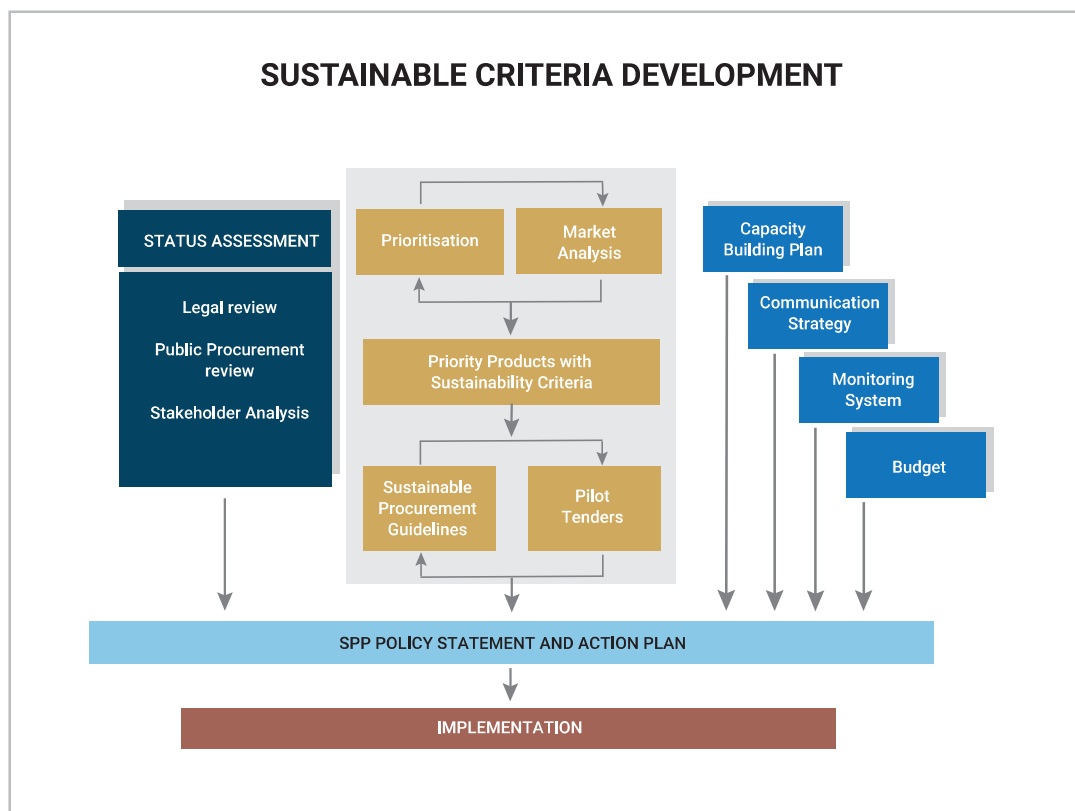 SUSTAINABLE CRITERIA DEVELOPMENT
STATUS ASSESSMENT
Legal review
Public Procurement
review
Stakeholder Analysis
Prioritisation
Market
Analysis
Priority Products with
Sustainability Criteria
Sustainable
Procurement
Guidelines
Pilot
Tenders
Capacity
Building Plan
Communication
Strategy
Monitoring
System
Budget
SPP POLICY STATEMENT AND ACTION PLAN
IMPLEMENTATION